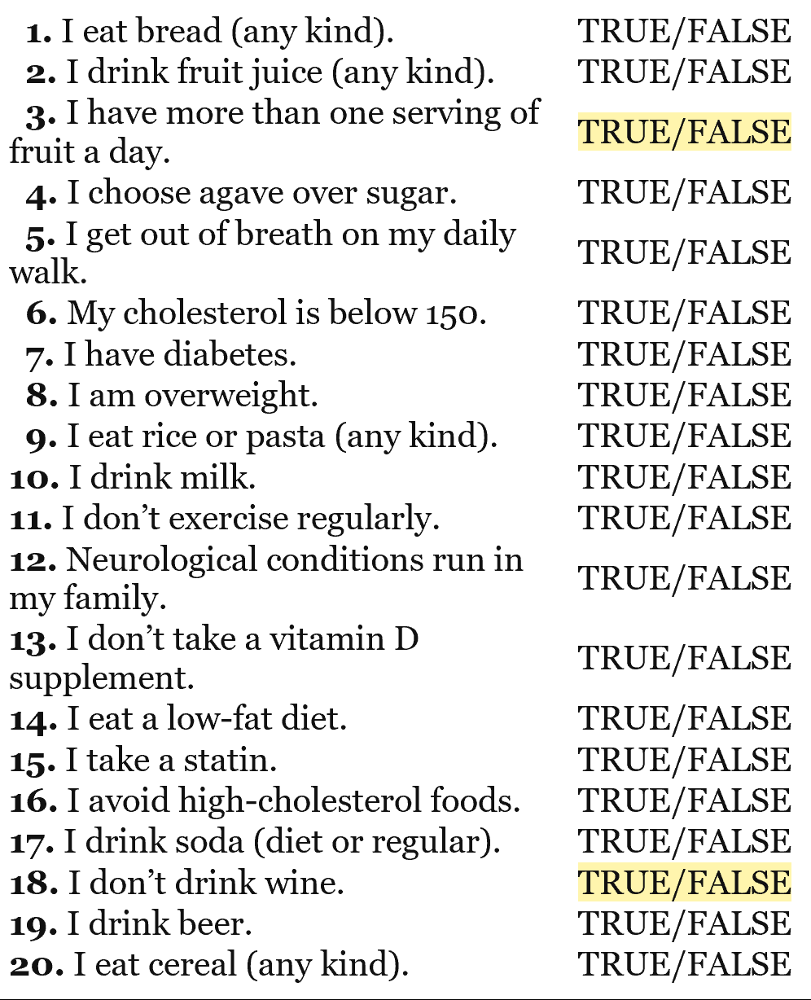 1. I eat bread (any kind). TRUE/FALSE
2. I drink fruit juice (any kind). TRUE/FALSE
3. I have more than one serving of
fruit a day. TRUE/FALSE
4. I choose agave over sugar. TRUE/FALSE
5. I get out of breath on my daily
walk. TRUE/FALSE
6. My cholesterol is below 150. TRUE/FALSE
7. I have diabetes. TRUE/FALSE
8. I am overweight. TRUE/FALSE
9. I eat rice or pasta (any kind). TRUE/FALSE
10. I drink milk. TRUE/FALSE
11. I don’t exercise regularly. TRUE/FALSE
12. Neurological conditions run in
my family. TRUE/FALSE
13. I don’t take a vitamin D
supplement. TRUE/FALSE
14. I eat a low-fat diet. TRUE/FALSE
15. I take a statin. TRUE/FALSE
16. I avoid high-cholesterol foods. TRUE/FALSE
17. I drink soda (diet or regular). TRUE/FALSE
18. I don’t drink wine. TRUE/FALSE
19. I drink beer. TRUE/FALSE
20. I eat cereal (any kind). TRUE/FALSE